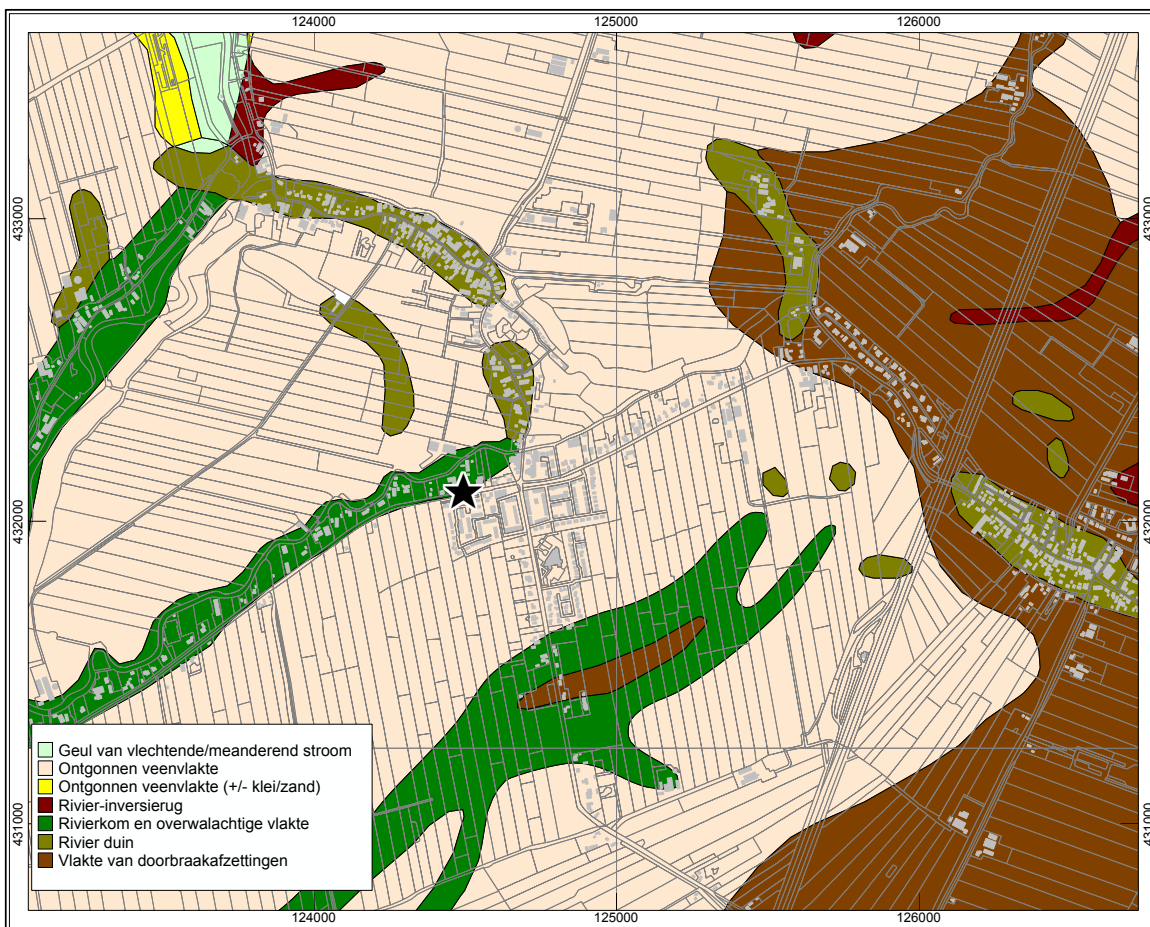 124000 125000 126000
433000 433000
432000 432000
431000 431000
Geul van vlechtende/meanderend stroom
Ontgonnen veenvlakte
Ontgonnen veenvlakte (+/- klei/zand)
Rivier-inversierug
Rivierkom en overwalachtige vlakte
Rivier duin
Vlakte van doorbraakafzettingen
124000 125000 126000